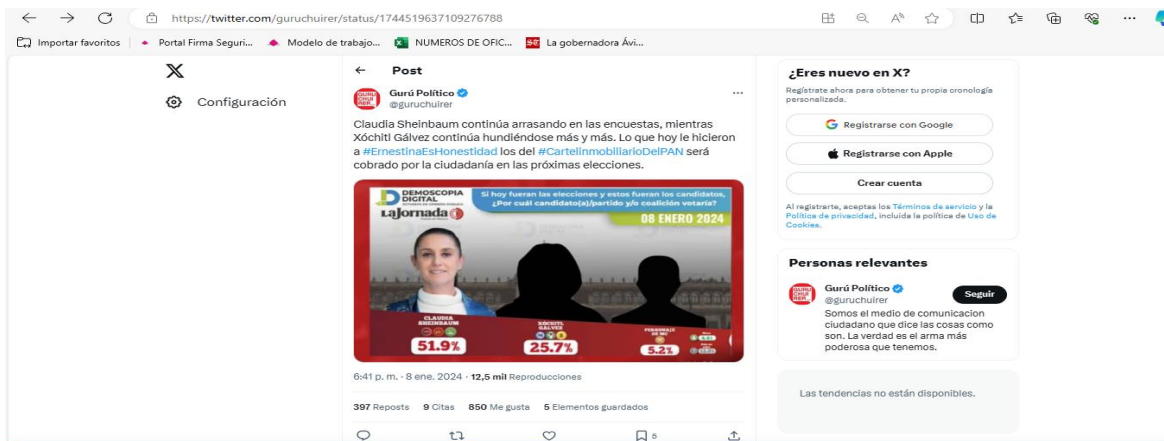 https://twitter.com/guruchuirer/status/1744519637109276788
Importar favoritos
Portal Firma Seguri...
Modelo de trabajo...
NUMEROS DE OFIC...
La gobernadora Ávi...
X
Configuración
Post
Gurú Político
@guruchuirer
Claudia Sheinbaum continúa arrasando en las encuestas, mientras
Xóchitl Gálvez continúa hundiéndose más y más. Lo que hoy le hicieron
a #ErnestinaEsHonestidad los del #CartelinmobiliarioDelPAN será
cobrado por la ciudadanía en las próximas elecciones.
DEMOSCOPIA
DIGITAL
LaJornada
Si hoy fueran las elecciones y estos fueran los candidatos,
¿Por cuál candidato(a)/partido y/o coalición votaría?
08 ENERO 2024
CLAUDIA
SHEINBAUM
51.9%
XÓCHITL
GÁLVEZ
25.7%
PERSONAJE
DE MC
5.2%
6:41 p. m. · 8 ene. 2024 · 12,5 mil Reproducciones
397 Reposts 9 Citas 850 Me gusta 5 Elementos guardados
5
¿Eres nuevo en X?
Regístrate ahora para obtener tu propia cronología
personalizada.
Registrarse con Google
Registrarse con Apple
Crear cuenta
Al registrarte, aceptas los Términos de servicio y la
Política de privacidad, incluida la política de Uso de
Cookies.
Personas relevantes
Gurú Político
@guruchuirer
Seguir
Somos el medio de comunicacion
ciudadano que dice las cosas como
son. La verdad es el arma más
poderosa que tenemos.
Las tendencias no están disponibles.